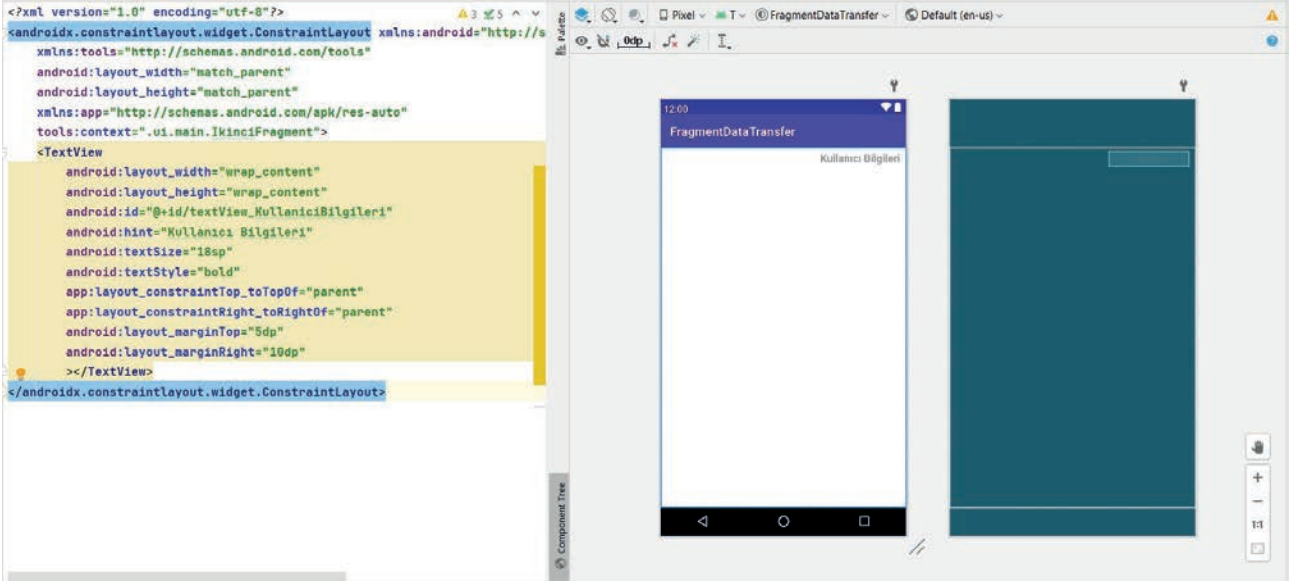 <?xml version="1.0" encoding="utf-8"?>
3 5
<androidx.constraintlayout.widget.ConstraintLayout xmlns:android="http://s
xmlns:tools="http://schemas.android.com/tools"
android:layout_width="match_parent"
android:layout_height="match_parent"
xmlns:app="http://schemas.android.com/apk/res-auto"
tools:context=".ui.main.IkinciFragment">
<TextView
android:layout_width="wrap_content"
android:layout_height="wrap_content"
android:id="@+id/textView_KullaniciBilgileri"
android:hint="Kullanıcı Bilgileri"
android:textSize="18sp"
android:textStyle="bold"
app:layout_constraintTop_toTopOf="parent"
app:layout_constraintRight_toRightOf="parent"
android:layout_marginTop="5dp"
android:layout_marginRight="10dp"
></TextView>
</androidx.constraintlayout.widget.ConstraintLayout>
Palette
Component Tree
Pixel T FragmentDataTransfer Default (en-us)
0dp
12:00
FragmentDataTransfer
Kullanıcı Bilgileri
1:1